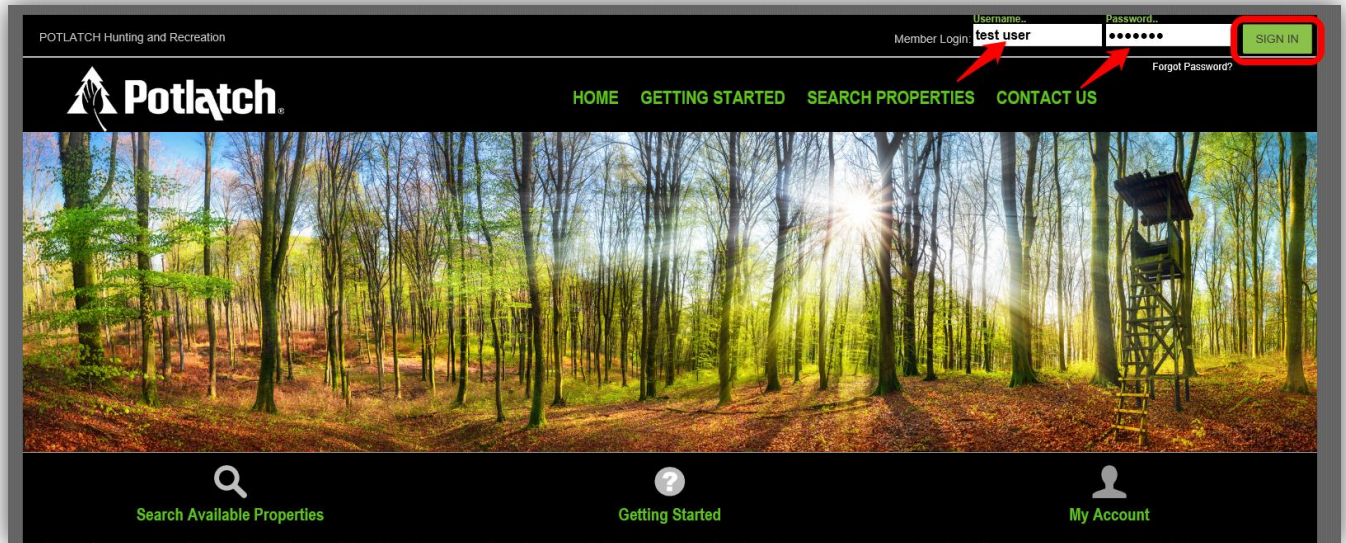 Username.. Password..
POTLATCH Hunting and Recreation Member Login: test user ●●●●●●● SIGN IN
Forgot Password?
Potlatch® HOME GETTING STARTED SEARCH PROPERTIES CONTACT US
?
Search Available Properties Getting Started My Account